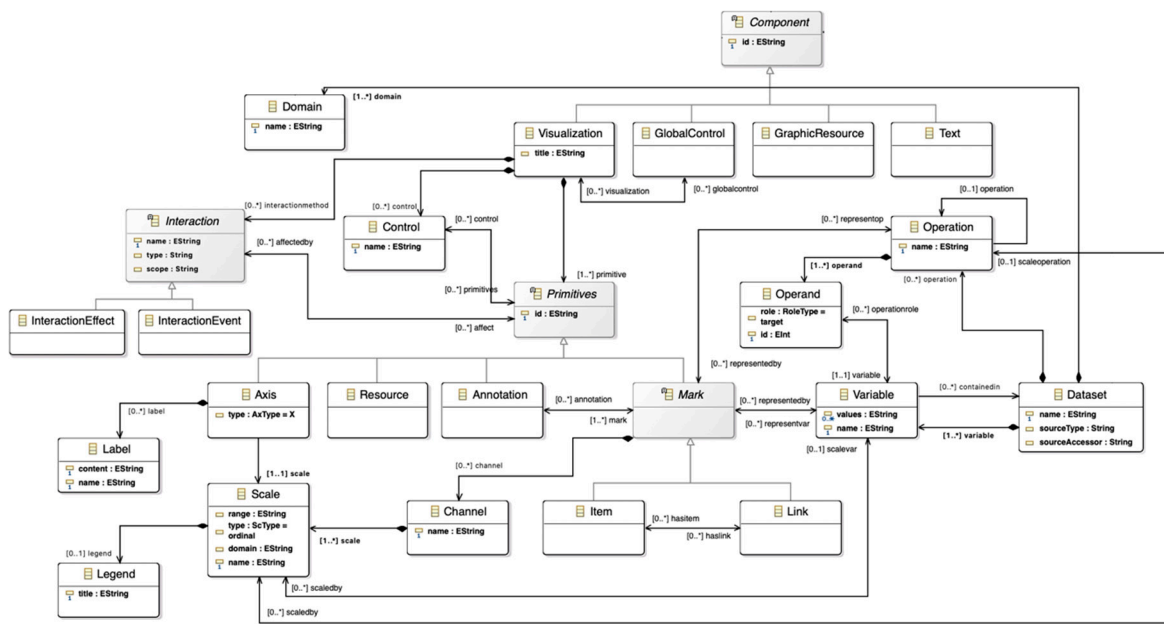 Component
id : EString
[1..*] domain
Domain
name : EString
Visualization
title : EString
GlobalControl
GraphicResource
Text
[0..*] visualization
[0..*] globalcontrol
[0..1] operation
[0..*] interactionmethod
[0..*] control
Interaction
name : EString
type : String
scope : String
[0..*] affectedby
Control
name : EString
[0..*] control
[0..*] representop
Operation
name : EString
[0..1] scaleoperation
[1..*] operand
[0..*] operation
[1..*] primitive
[0..*] primitives
Primitives
id : EString
[0..*] affect
InteractionEffect
InteractionEvent
Operand
role : RoleType =
target
id : EInt
[0..*] operationrole
[0..*] representedby
[1..1] variable
Axis
type : AxType = X
Resource
Annotation
[0..*] annotation
[1..*] mark
Mark
[0..*] representedby
[0..*] representvar
Variable
values : EString
0..*
name : EString
[0..1] scalevar
[0..*] containedin
[1..*] variable
Dataset
name : EString
sourceType : String
sourceAccessor : String
[0..*] label
Label
content : EString
name : EString
[1..1] scale
[0..*] channel
Scale
range : EString
type : ScType =
ordinal
domain : EString
name : EString
[1..*] scale
Channel
name : EString
Item
[0..*] hasitem
[0..*] haslink
Link
[0..1] legend
Legend
title : EString
[0..*] scaledby
[0..*] scaledby